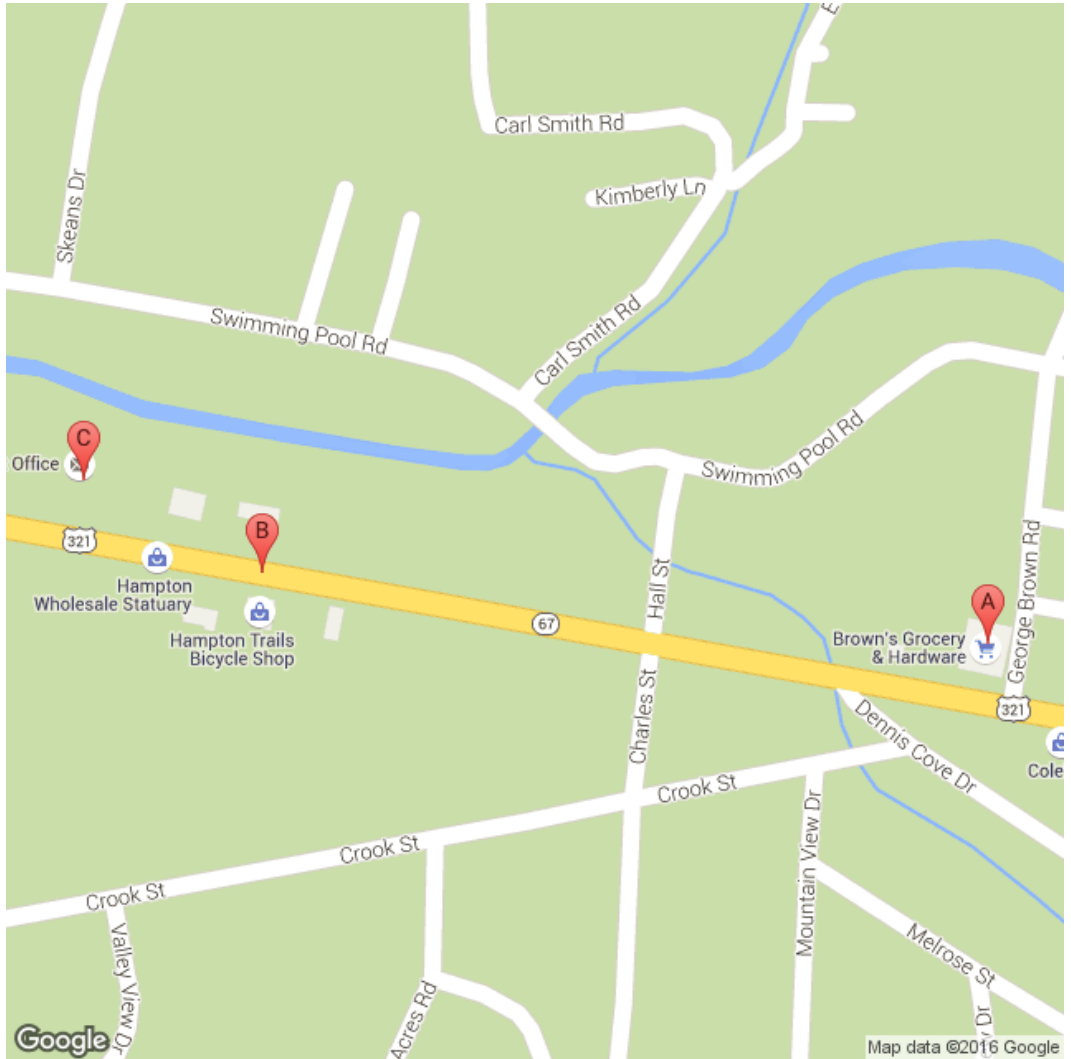 E
Carl Smith Rd
Kimberly Ln
Skeans Dr
Swimming Pool Rd
Carl Smith Rd
C
Office
Swimming Pool Rd
B
321
Hampton
Wholesale Statuary
Hampton Trails
Bicycle Shop
67
Hall St
A
Brown's Grocery
& Hardware
George Brown Rd
321
Charles St
Dennis Cove Dr
Cole
Crook St
Crook St
Crook St
Mountain View Dr
Valley View Dr
Melrose St
Acres Rd
y Dr
Google
Map data ©2016 Google